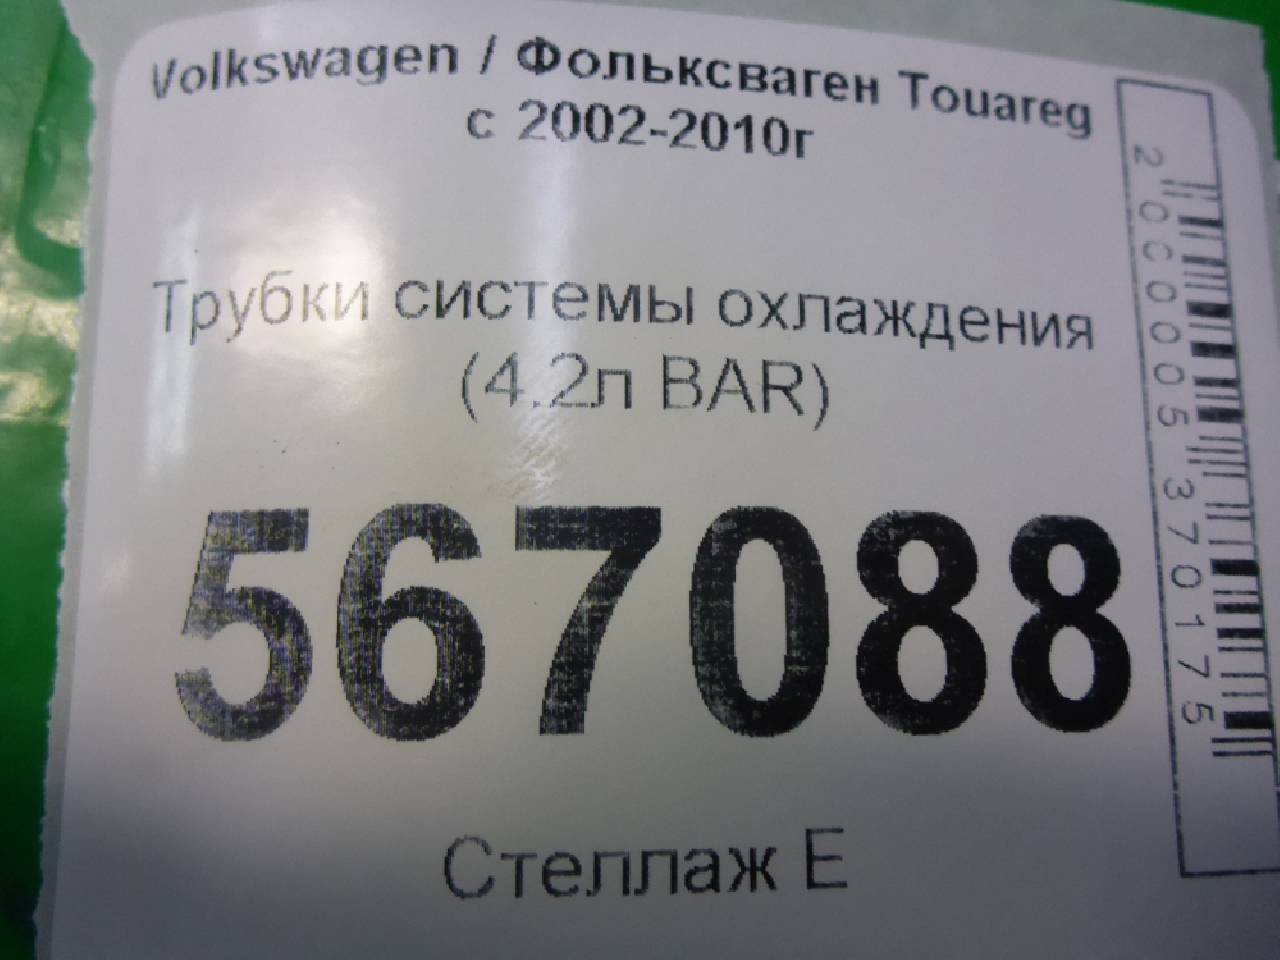 Volkswagen / Фольксваген Touareg
с 2002-2010г
Трубки системы охлаждения
(4.2л BAR)
567088
Стеллаж E
2000005370175